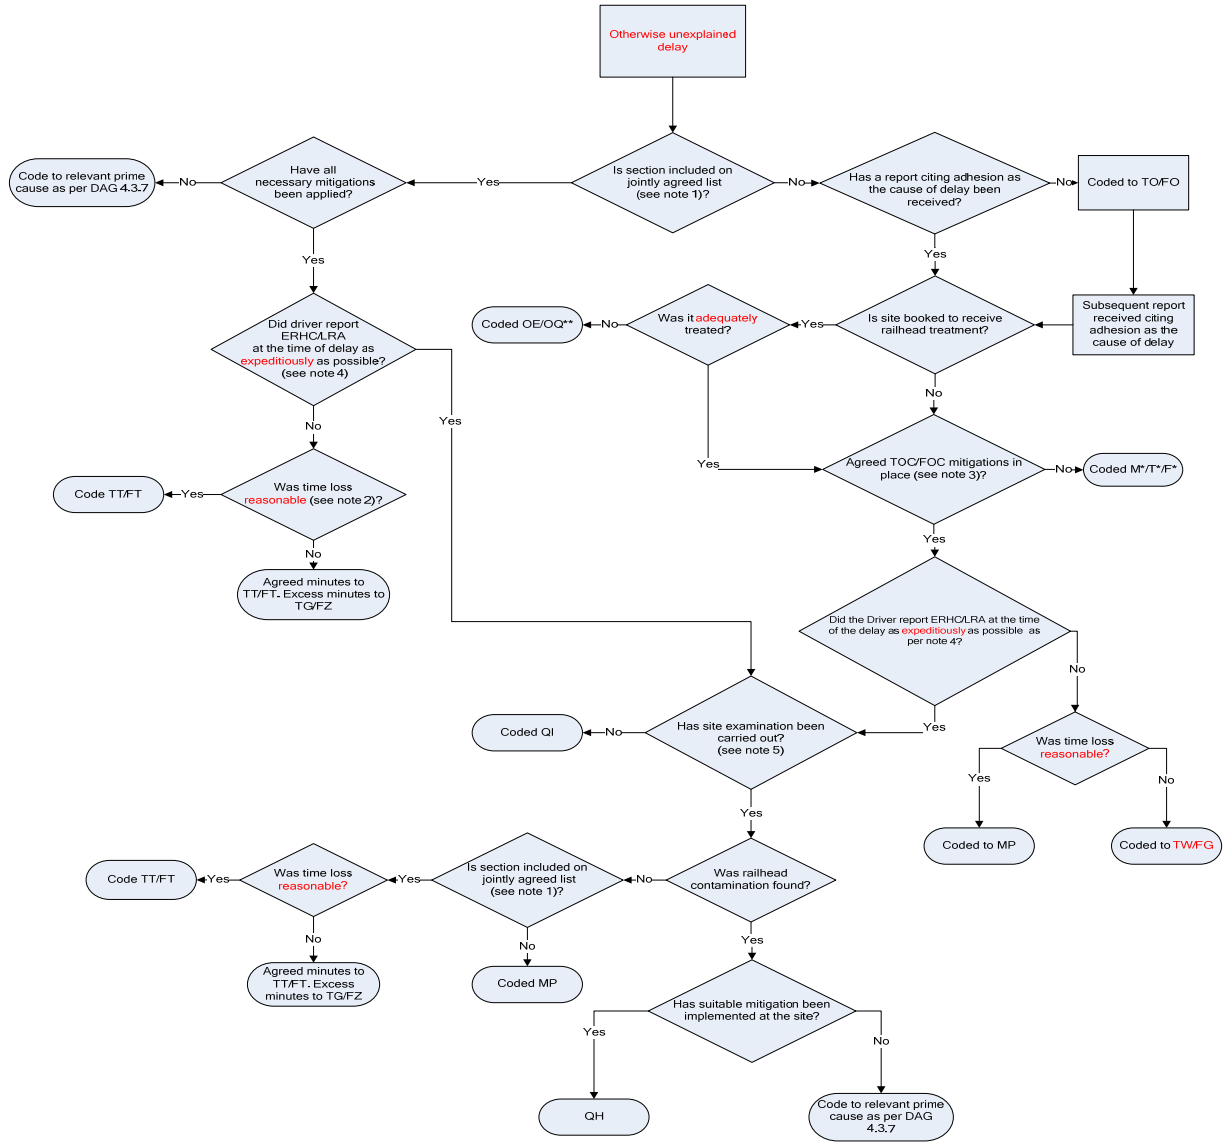 Otherwise unexplained
delay
Have all
necessary mitigations
been applied?
Is section included on
jointly agreed list
(see note 1)?
Has a report citing adhesion as
the cause of delay been
received?
Code to relevant prime
cause as per DAG 4.3.7
No
Yes
No
No
Coded to TO/FO
Yes
Yes
Did driver report
ERHC/LRA
at the time of delay as
expeditiously as possible?
(see note 4)
Coded OE/OQ**
No
Was it adequately
treated?
Yes
Is site booked to receive
railhead treatment?
Subsequent report
received citing
adhesion as the
cause of delay
No
Yes
No
Yes
Agreed TOC/FOC mitigations in
place (see note 3)?
No
Coded M*/T*/F*
Code TT/FT
Yes
Was time loss
reasonable (see note 2)?
No
Yes
Agreed minutes to
TT/FT. Excess minutes to
TG/FZ
Did the Driver report ERHC/LRA at the time
of the delay as expeditiously as possible as
per note 4?
No
Yes
Coded QI
No
Has site examination been
carried out?
(see note 5)
Was time loss
reasonable?
Yes
No
Yes
Coded to MP
Coded to TW/FG
Code TT/FT
Yes
Was time loss
reasonable?
Yes
Is section included on
jointly agreed list
(see note 1)?
No
Was railhead
contamination found?
No
No
Yes
Agreed minutes to
TT/FT. Excess
minutes to TG/FZ
Coded MP
Has suitable mitigation been
implemented at the site?
Yes
No
QH
Code to relevant prime
cause as per DAG
4.3.7